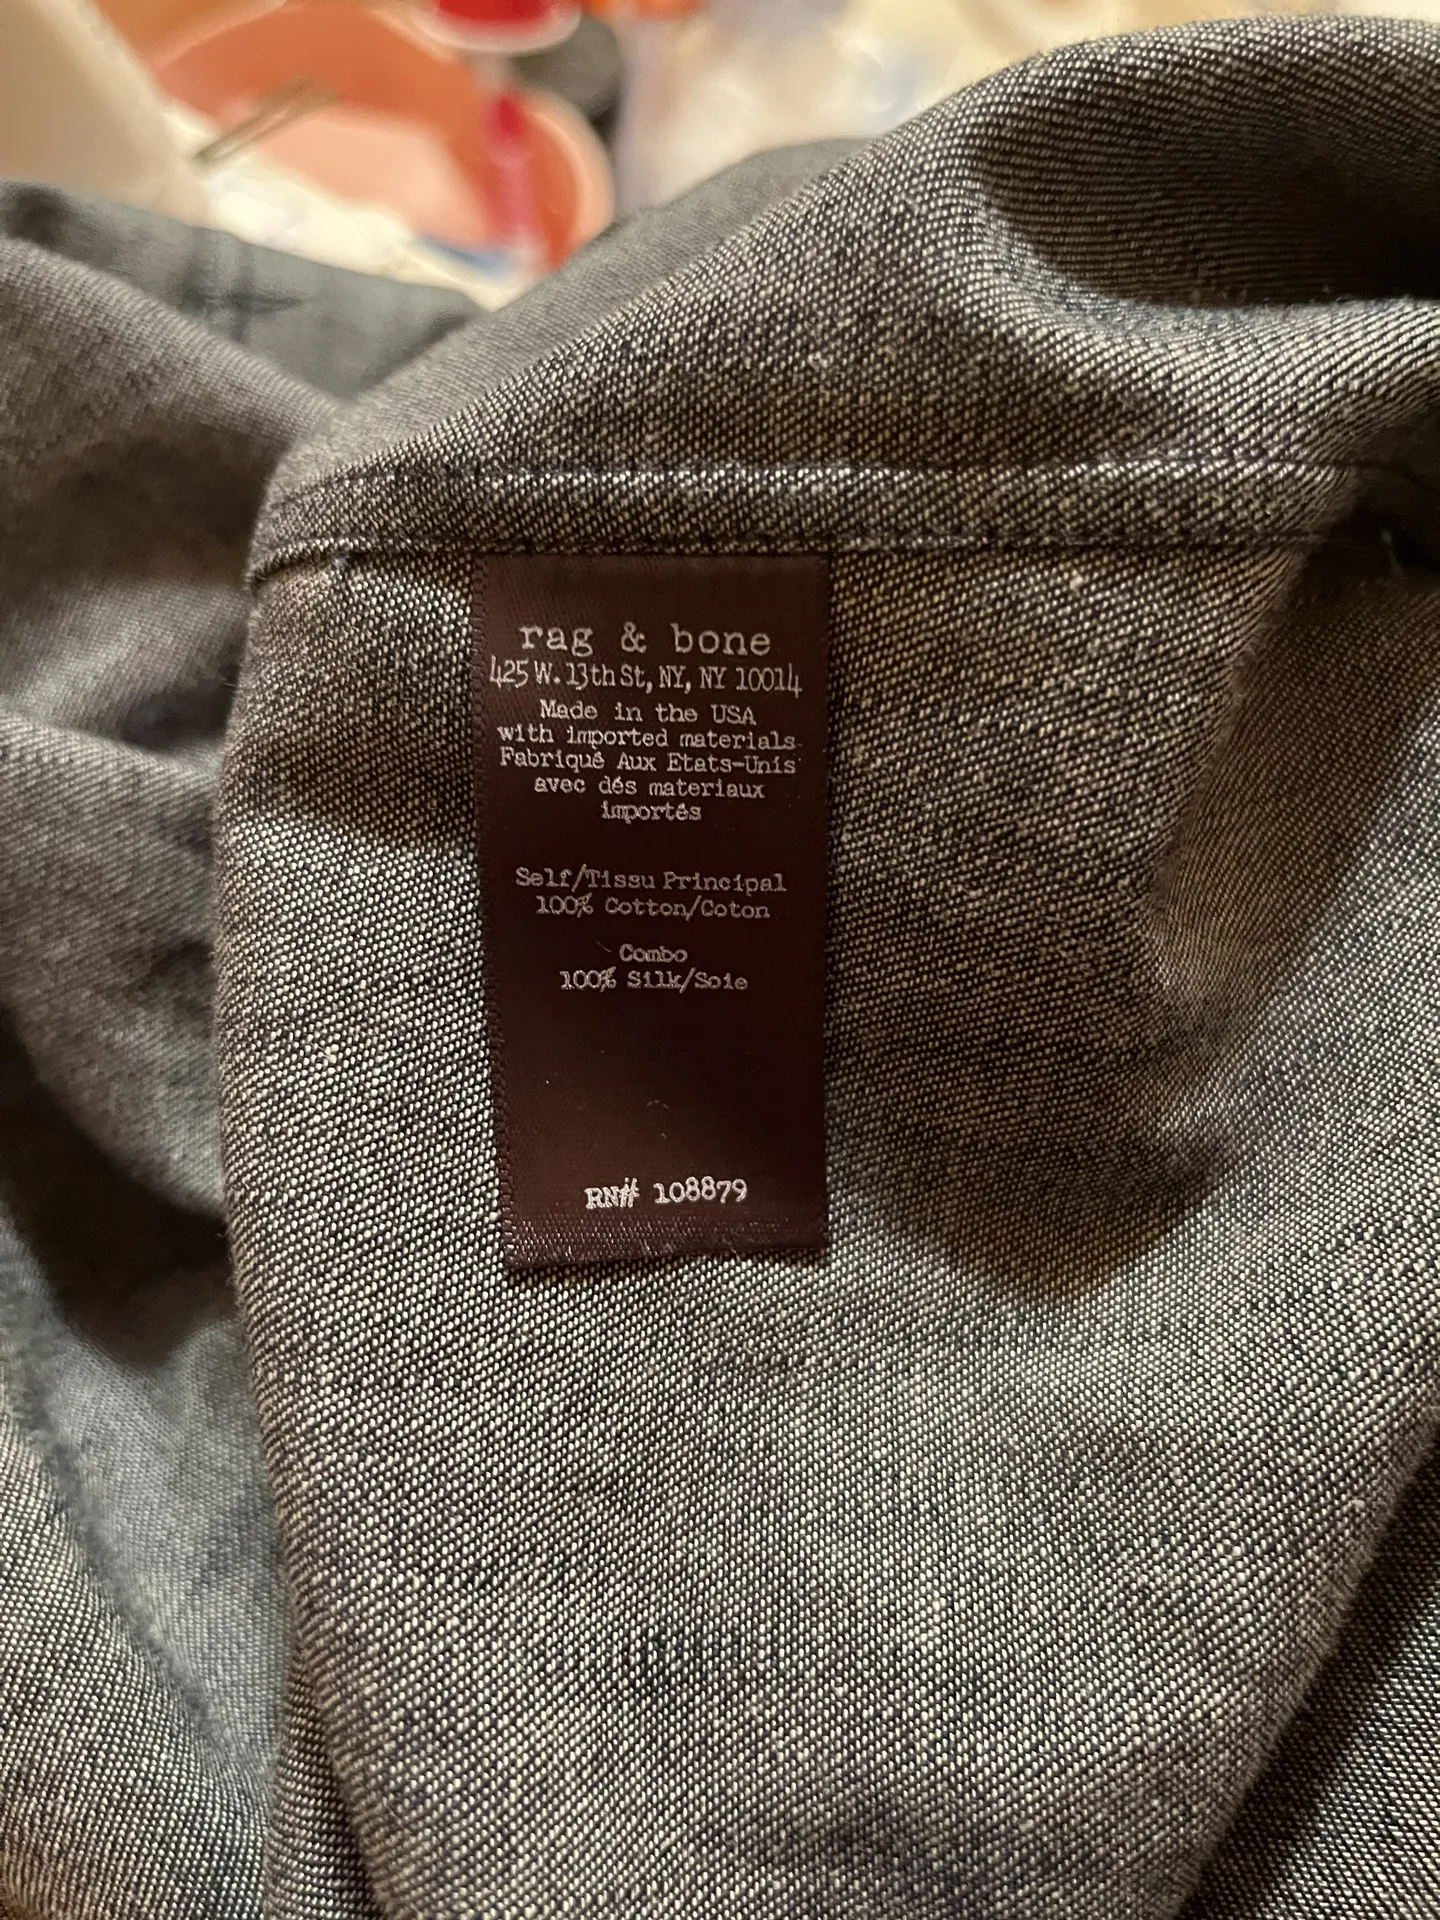 rag & bone
425 W. 13th St, NY, NY 10014
Made in the USA
with imported materials.
Fabriqué Aux Etats-Unis
avec dés materiaux
importés
Self/Tissu Principal
100% Cotton/Coton
Combo
100% Silk/Soie
RN# 108879